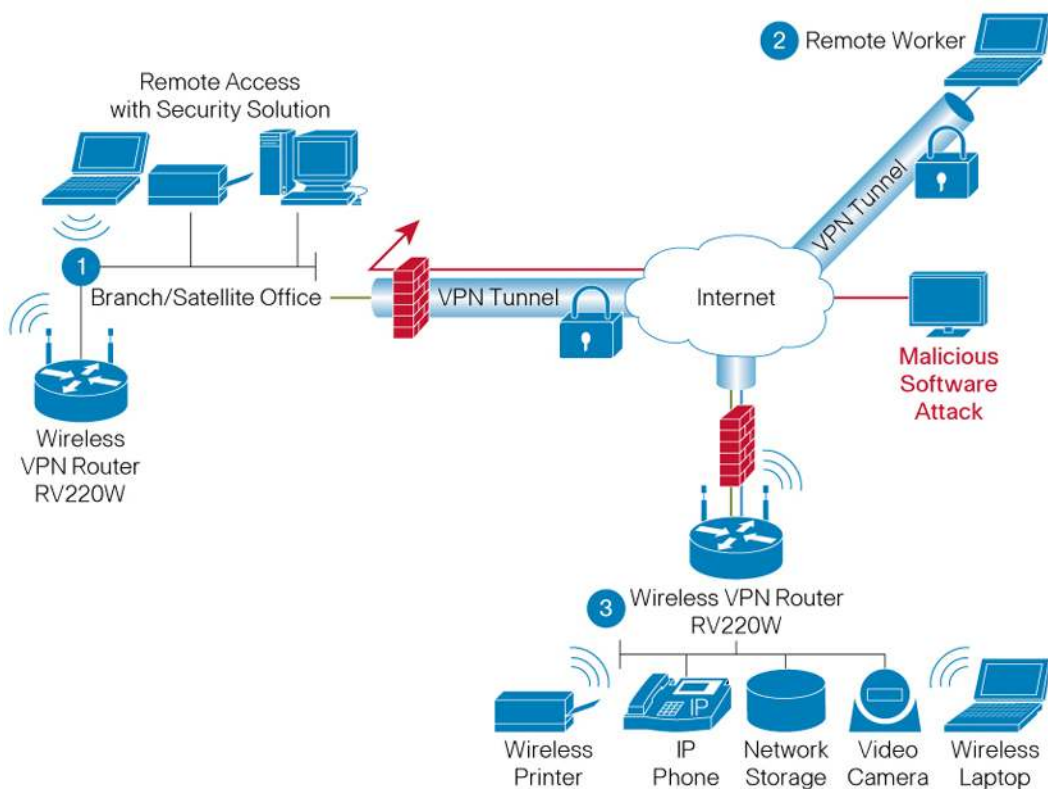 2 Remote Worker
Remote Access
with Security Solution
VPN Tunnel
1
Branch/Satellite Office
VPN Tunnel
Internet
Malicious
Software
Attack
Wireless
VPN Router
RV220W
3 Wireless VPN Router
RV220W
IP
Wireless
Printer
IP
Phone
Network
Storage
Video
Camera
Wireless
Laptop